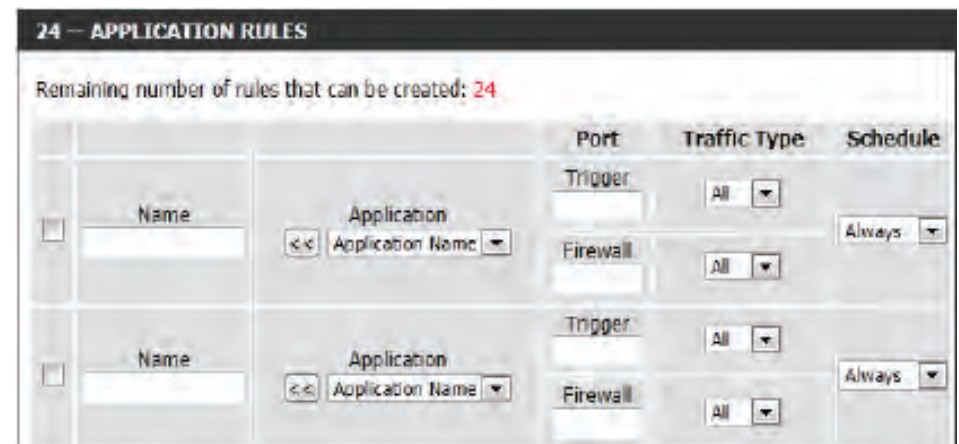 24 -- APPLICATION RULES
Remaining number of rules that can be created: 24
Port Traffic Type Schedule
Name
Application
<< Application Name
Trigger
All
Firewall
All
Always
Name
Application
<< Application Name
Trigger
All
Firewall
All
Always